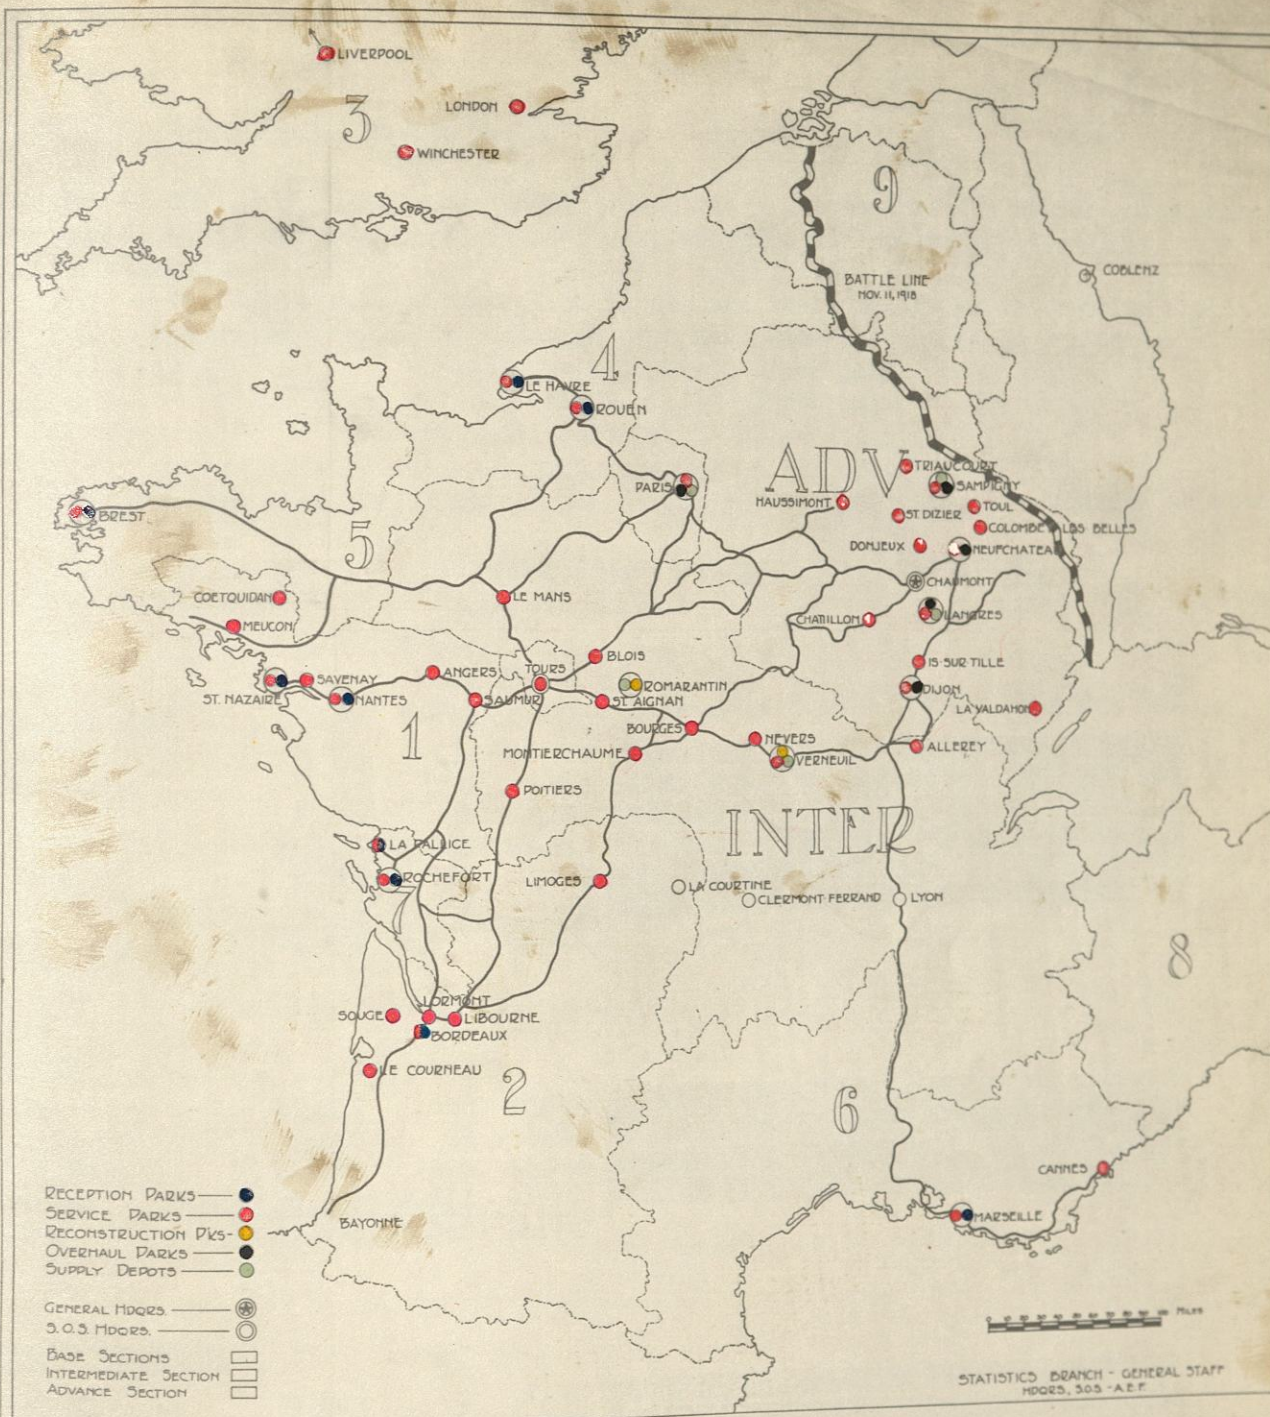 LIVERPOOL
LONDON
3
WINCHESTER
9
COBLENZ
BATTLE LINE
NOV. 11, 1918
4
LE HAVRE
ROUEN
ADV
TRIAUCOURT
PARIS
SAMPIGNY
HAUSSIMONT
TOUL
ST. DIZIER
BREST
COLOMBEY LES BELLES
5
DONJEUX
NEUFCHATEAU
CHAUMONT
COETQUIDAN
LE MANS
LANGRES
CHATILLON
MEUCON
BLOIS
IS-SUR-TILLE
TOURS
ANGERS
SAVENAY
ROMARANTIN
DIJON
ST. NAZAIRE
NANTES
SAUMUR
ST. AIGNAN
LA VALDAHON
BOURGES
1
NEVERS
ALLEREY
MONTIERCHAUME
VERNEUIL
POITIERS
INTER
LA PALLICE
ROCHEFORT
LIMOGES
LA COURTINE
CLERMONT-FERRAND
LYON
7
8
LORMONT
SOUGE
LIBOURNE
BORDEAUX
LE COURNEAU
2
6
CANNES
BAYONNE
MARSEILLE
RECEPTION PARKS
SERVICE PARKS
RECONSTRUCTION PKS-
OVERHAUL PARKS
SUPPLY DEPOTS
GENERAL HDQRS.
S.O.S. HDQRS.
BASE SECTIONS
INTERMEDIATE SECTION
ADVANCE SECTION
MILES
STATISTICS BRANCH - GENERAL STAFF
HDQRS, S.O.S. - A.E.F.